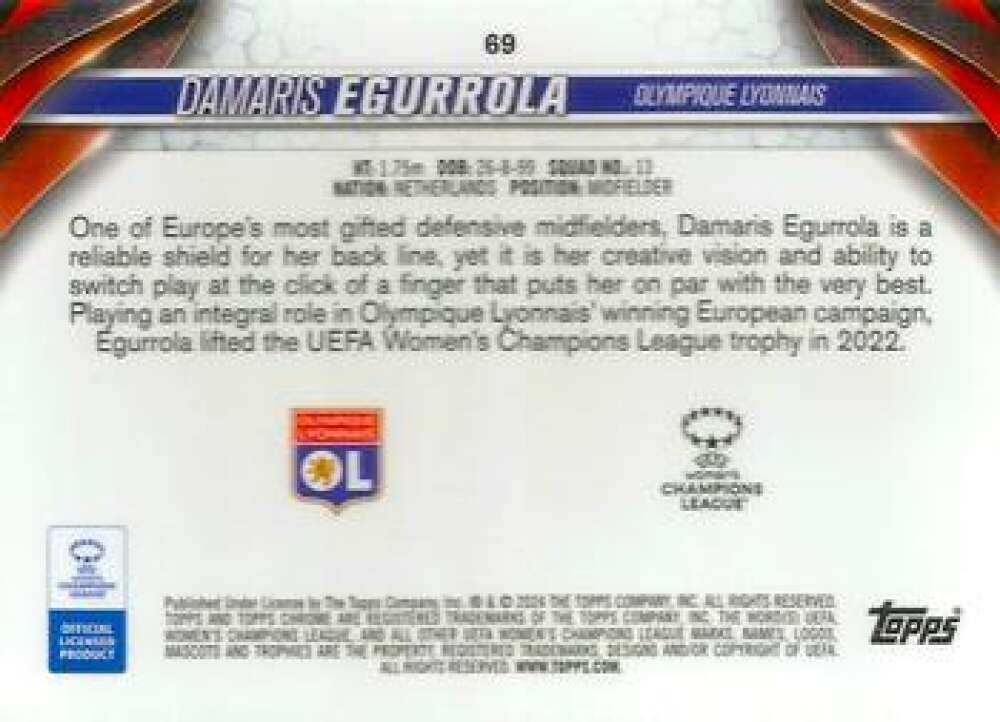 69
DAMARIS EGURROLA OLYMPIQUE LYONNAIS
HT: 1.75m DOB: 26-8-99 SQUAD NO.: 13
NATION: NETHERLANDS POSITION: MIDFIELDER
One of Europe's most gifted defensive midfielders, Damaris Egurrola is a
reliable shield for her back line, yet it is her creative vision and ability to
switch play at the click of a finger that puts her on par with the very best.
Playing an integral role in Olympique Lyonnais' winning European campaign,
Egurrola lifted the UEFA Women's Champions League trophy in 2022.
OLYMPIQUE
LYONNAIS
OL
UEFA
WOMEN'S
CHAMPIONS
LEAGUE
WOMEN'S
CHAMPIONS
LEAGUE
OFFICIAL
LICENSED
PRODUCT
Published Under License by The Topps Company, Inc. ® & © 2024 THE TOPPS COMPANY, INC. ALL RIGHTS RESERVED.
TOPPS AND TOPPS CHROME ARE REGISTERED TRADEMARKS OF THE TOPPS COMPANY, INC. THE WORD(S) UEFA,
WOMEN'S CHAMPIONS LEAGUE, AND ALL OTHER UEFA WOMEN'S CHAMPIONS LEAGUE MARKS, NAMES, LOGOS,
MASCOTS AND TROPHIES ARE THE PROPERTY, REGISTERED TRADEMARKS, DESIGNS AND/OR COPYRIGHT OF UEFA.
ALL RIGHTS RESERVED. WWW.TOPPS.COM.
TOPPS